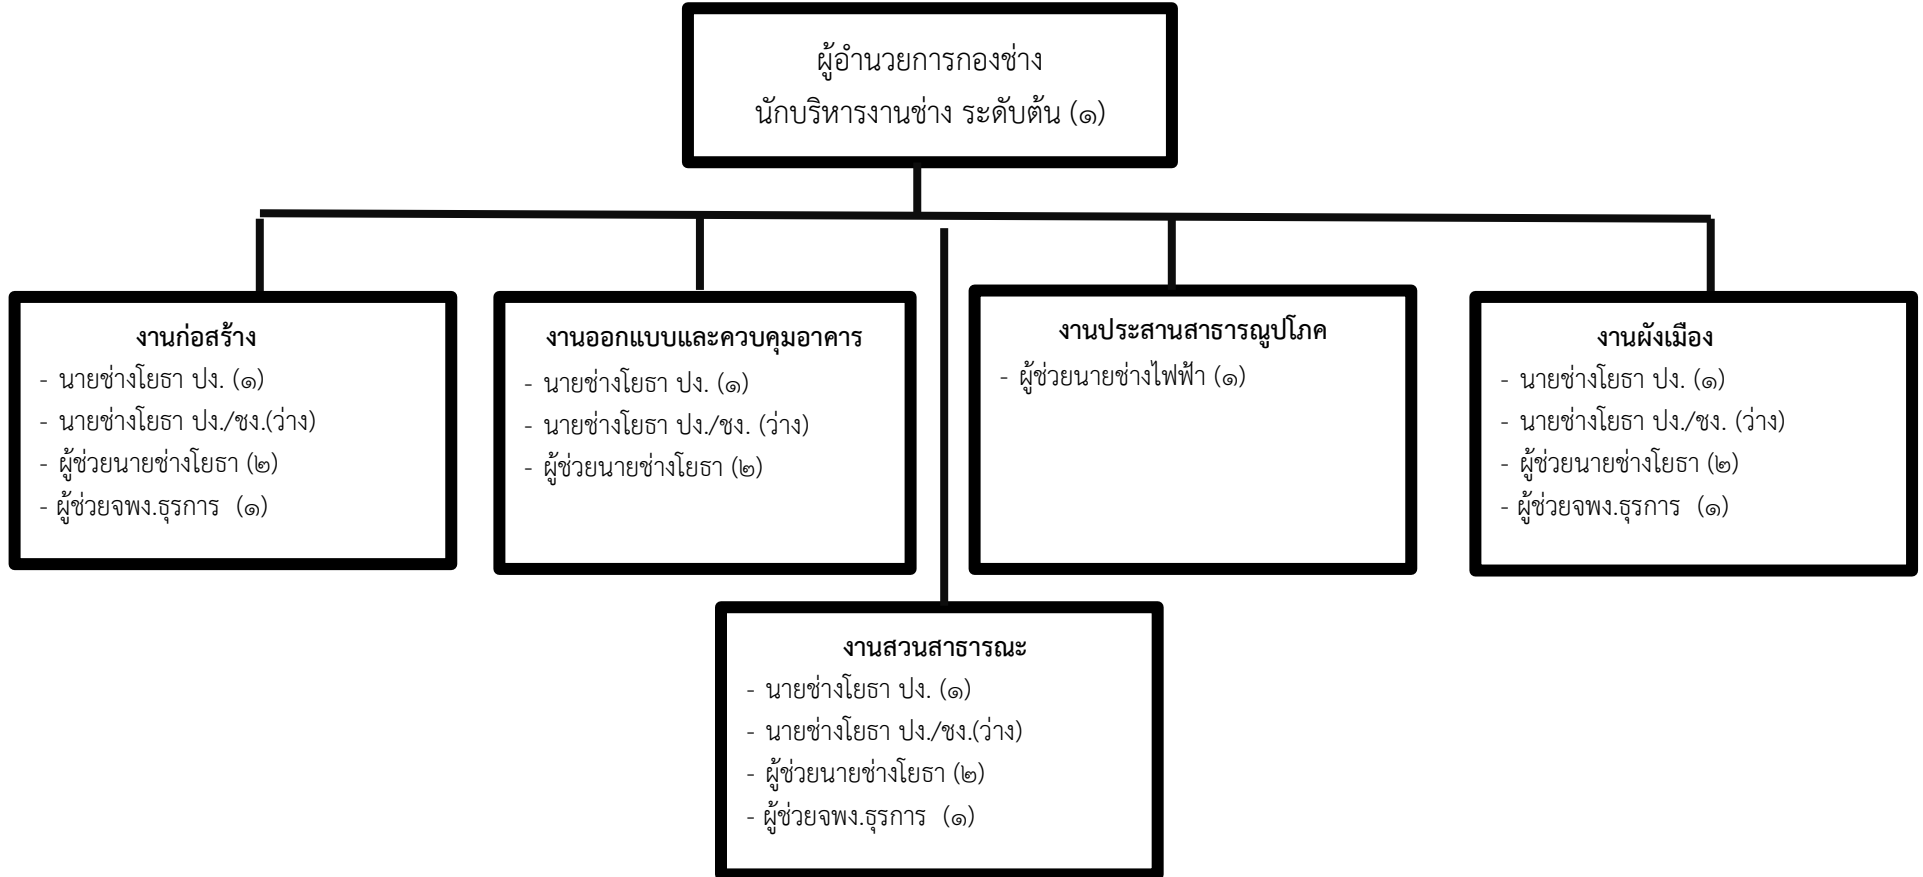 ผู้อำนวยการกองช่าง
นักบริหารงานช่าง ระดับต้น (๑)
งานก่อสร้าง
- นายช่างโยธา ปง. (๑)
- นายช่างโยธา ปง./ชง.(ว่าง)
- ผู้ช่วยนายช่างโยธา (๒)
- ผู้ช่วยจพง.ธุรการ (๑)
งานออกแบบและควบคุมอาคาร
- นายช่างโยธา ปง. (๑)
- นายช่างโยธา ปง./ชง. (ว่าง)
- ผู้ช่วยนายช่างโยธา (๒)
งานประสานสาธารณูปโภค
- ผู้ช่วยนายช่างไฟฟ้า (๑)
งานผังเมือง
- นายช่างโยธา ปง. (๑)
- นายช่างโยธา ปง./ชง. (ว่าง)
- ผู้ช่วยนายช่างโยธา (๒)
- ผู้ช่วยจพง.ธุรการ (๑)
งานสวนสาธารณะ
- นายช่างโยธา ปง. (๑)
- นายช่างโยธา ปง./ชง.(ว่าง)
- ผู้ช่วยนายช่างโยธา (๒)
- ผู้ช่วยจพง.ธุรการ (๑)